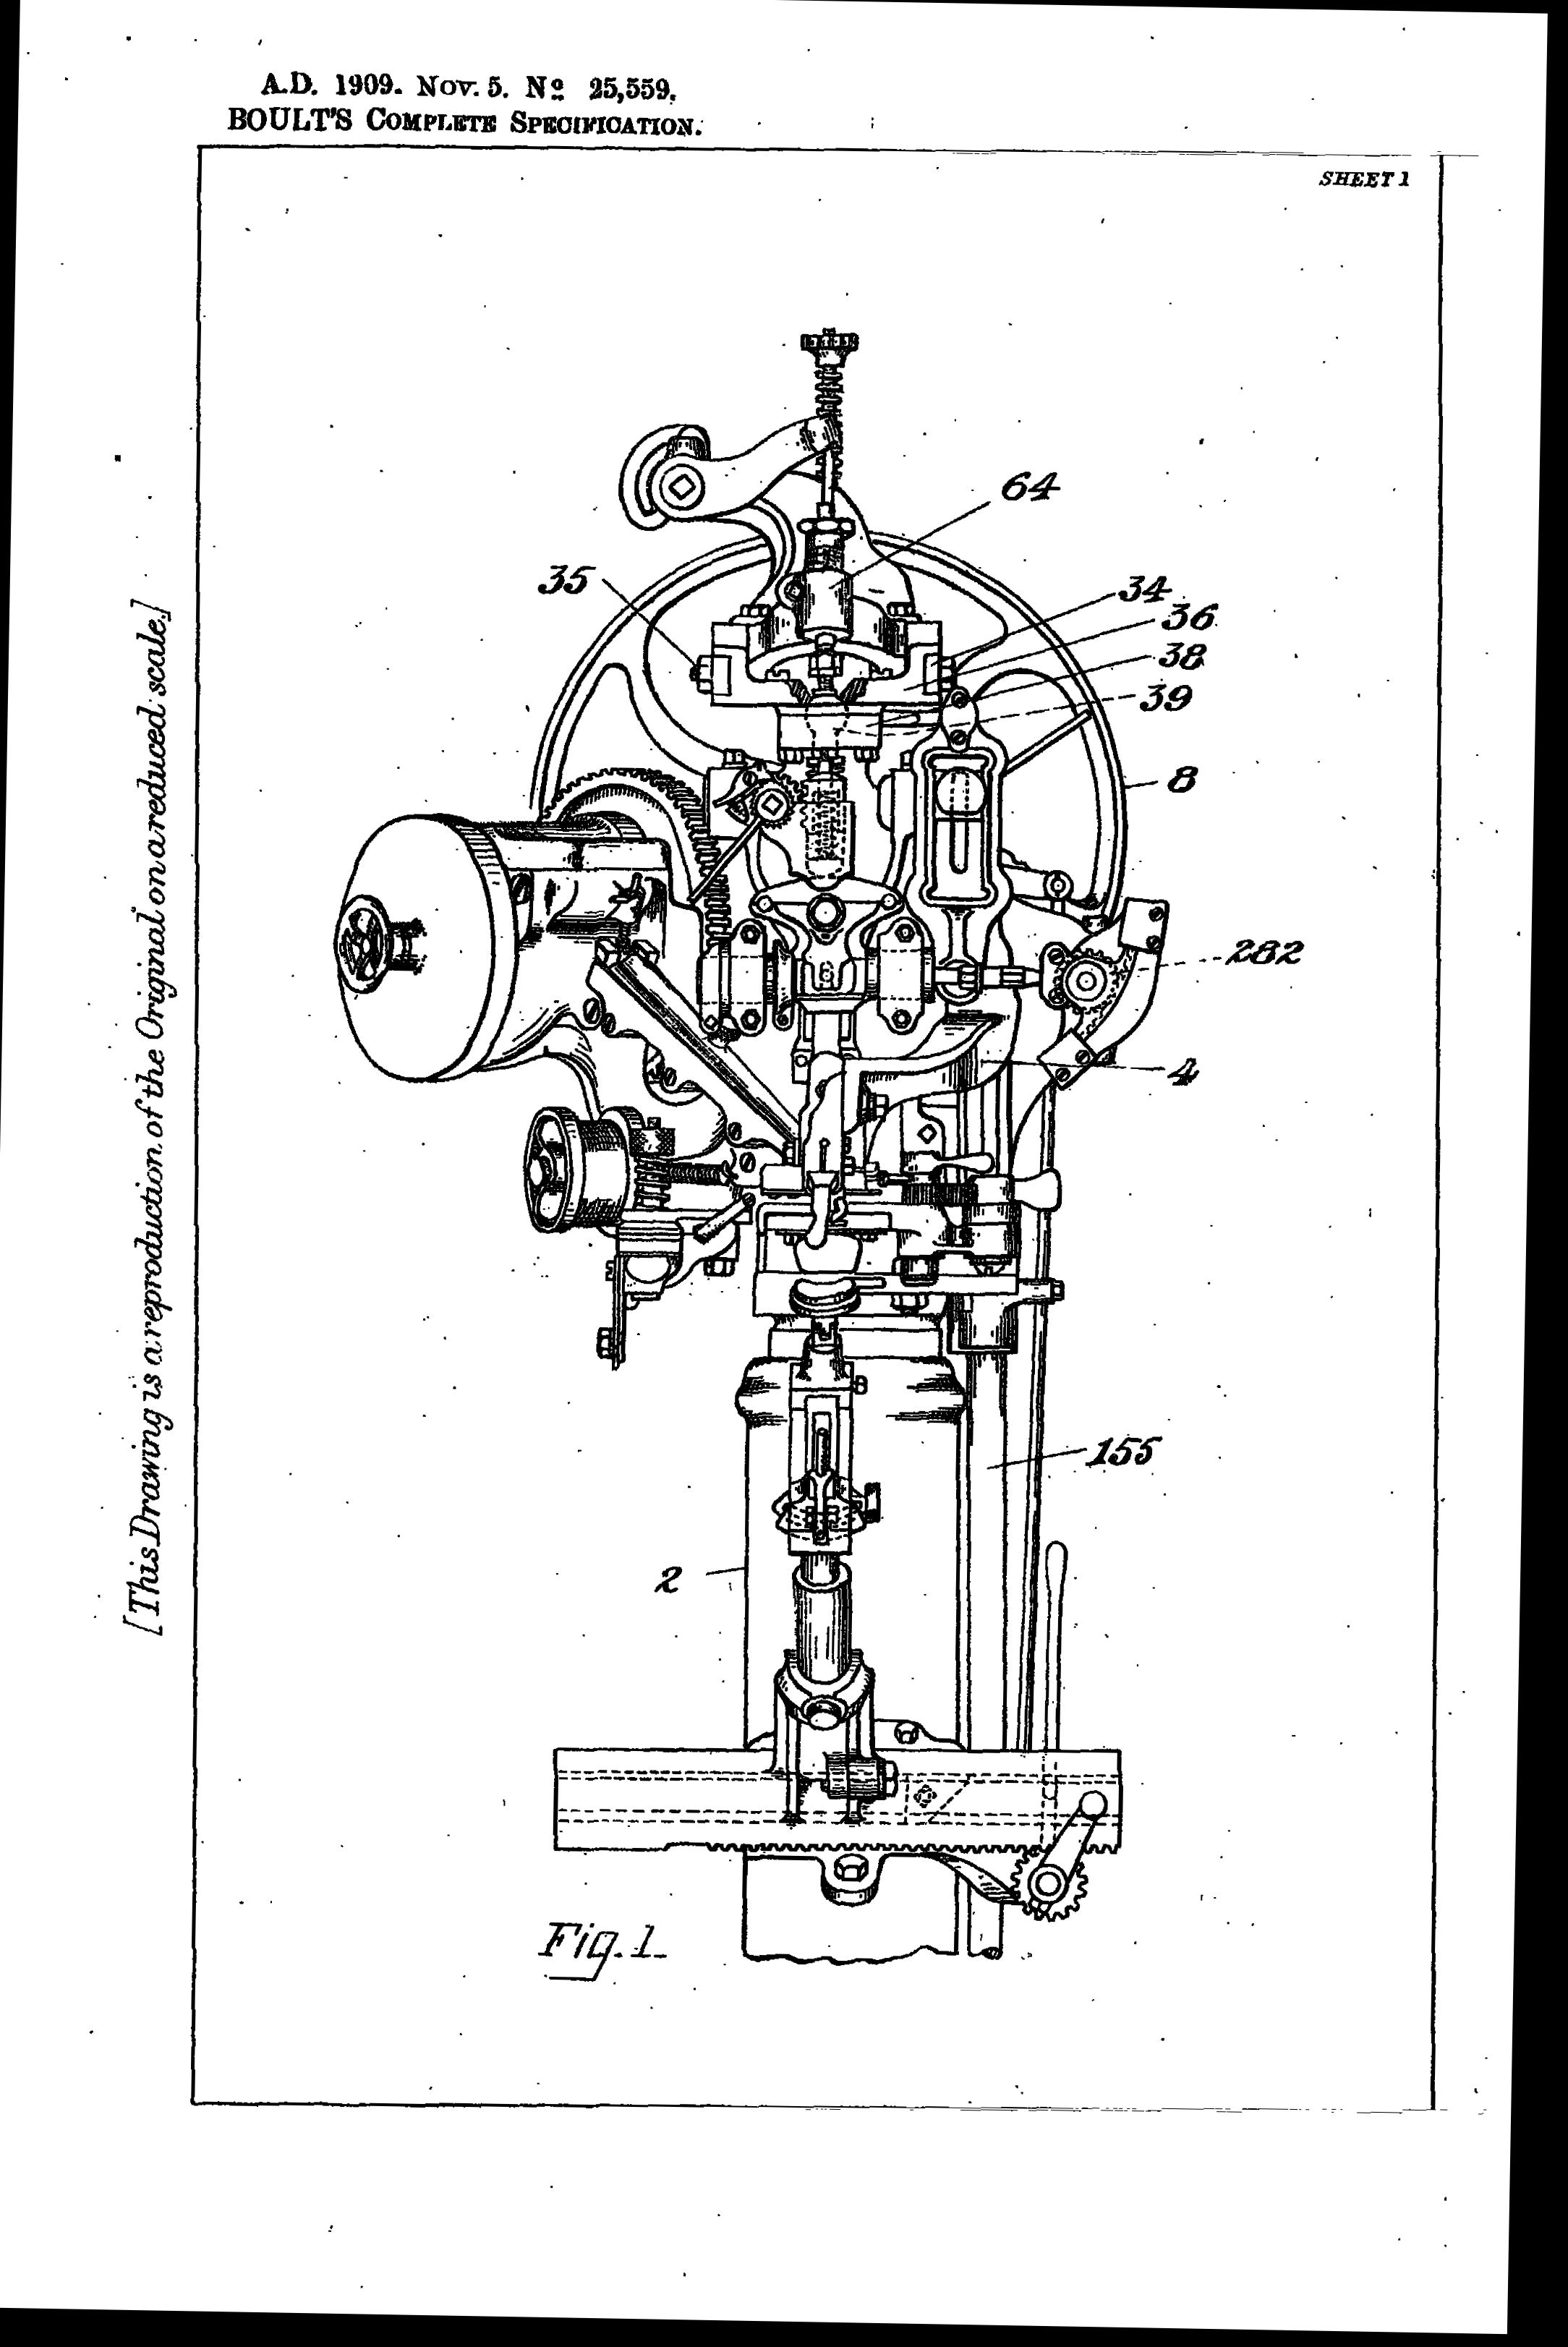 A.D. 1909. Nov. 5. No 25,559.
BOULT'S COMPLETE SPECIFICATION.
SHEET 1
[This Drawing is a reproduction of the Original on a reduced scale.]
64
35
34
36
38
39
8
282
4
155
2
Fig. 1.